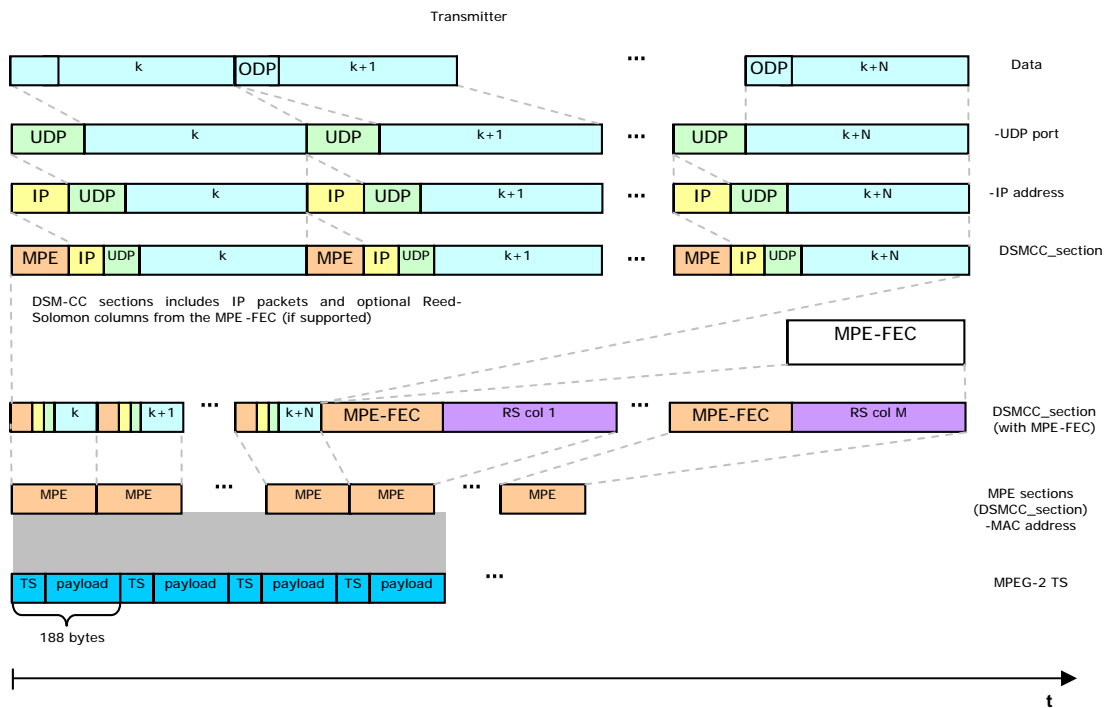 Transmitter
k ODP k+1 ... ODP k+N Data
UDP k UDP k+1 ... UDP k+N -UDP port
IP UDP k IP UDP k+1 ... IP UDP k+N -IP address
MPE IP UDP k MPE IP UDP k+1 ... MPE IP UDP k+N DSMCC_section
DSM-CC sections includes IP packets and optional Reed-
Solomon columns from the MPE-FEC (if supported)
MPE-FEC
k k+1 ... k+N MPE-FEC RS col 1 ... MPE-FEC RS col M DSMCC_section
(with MPE-FEC)
MPE MPE ... MPE MPE ... MPE MPE sections
(DSMCC_section)
-MAC address
TS payload TS payload TS payload TS payload ... MPEG-2 TS
188 bytes
t